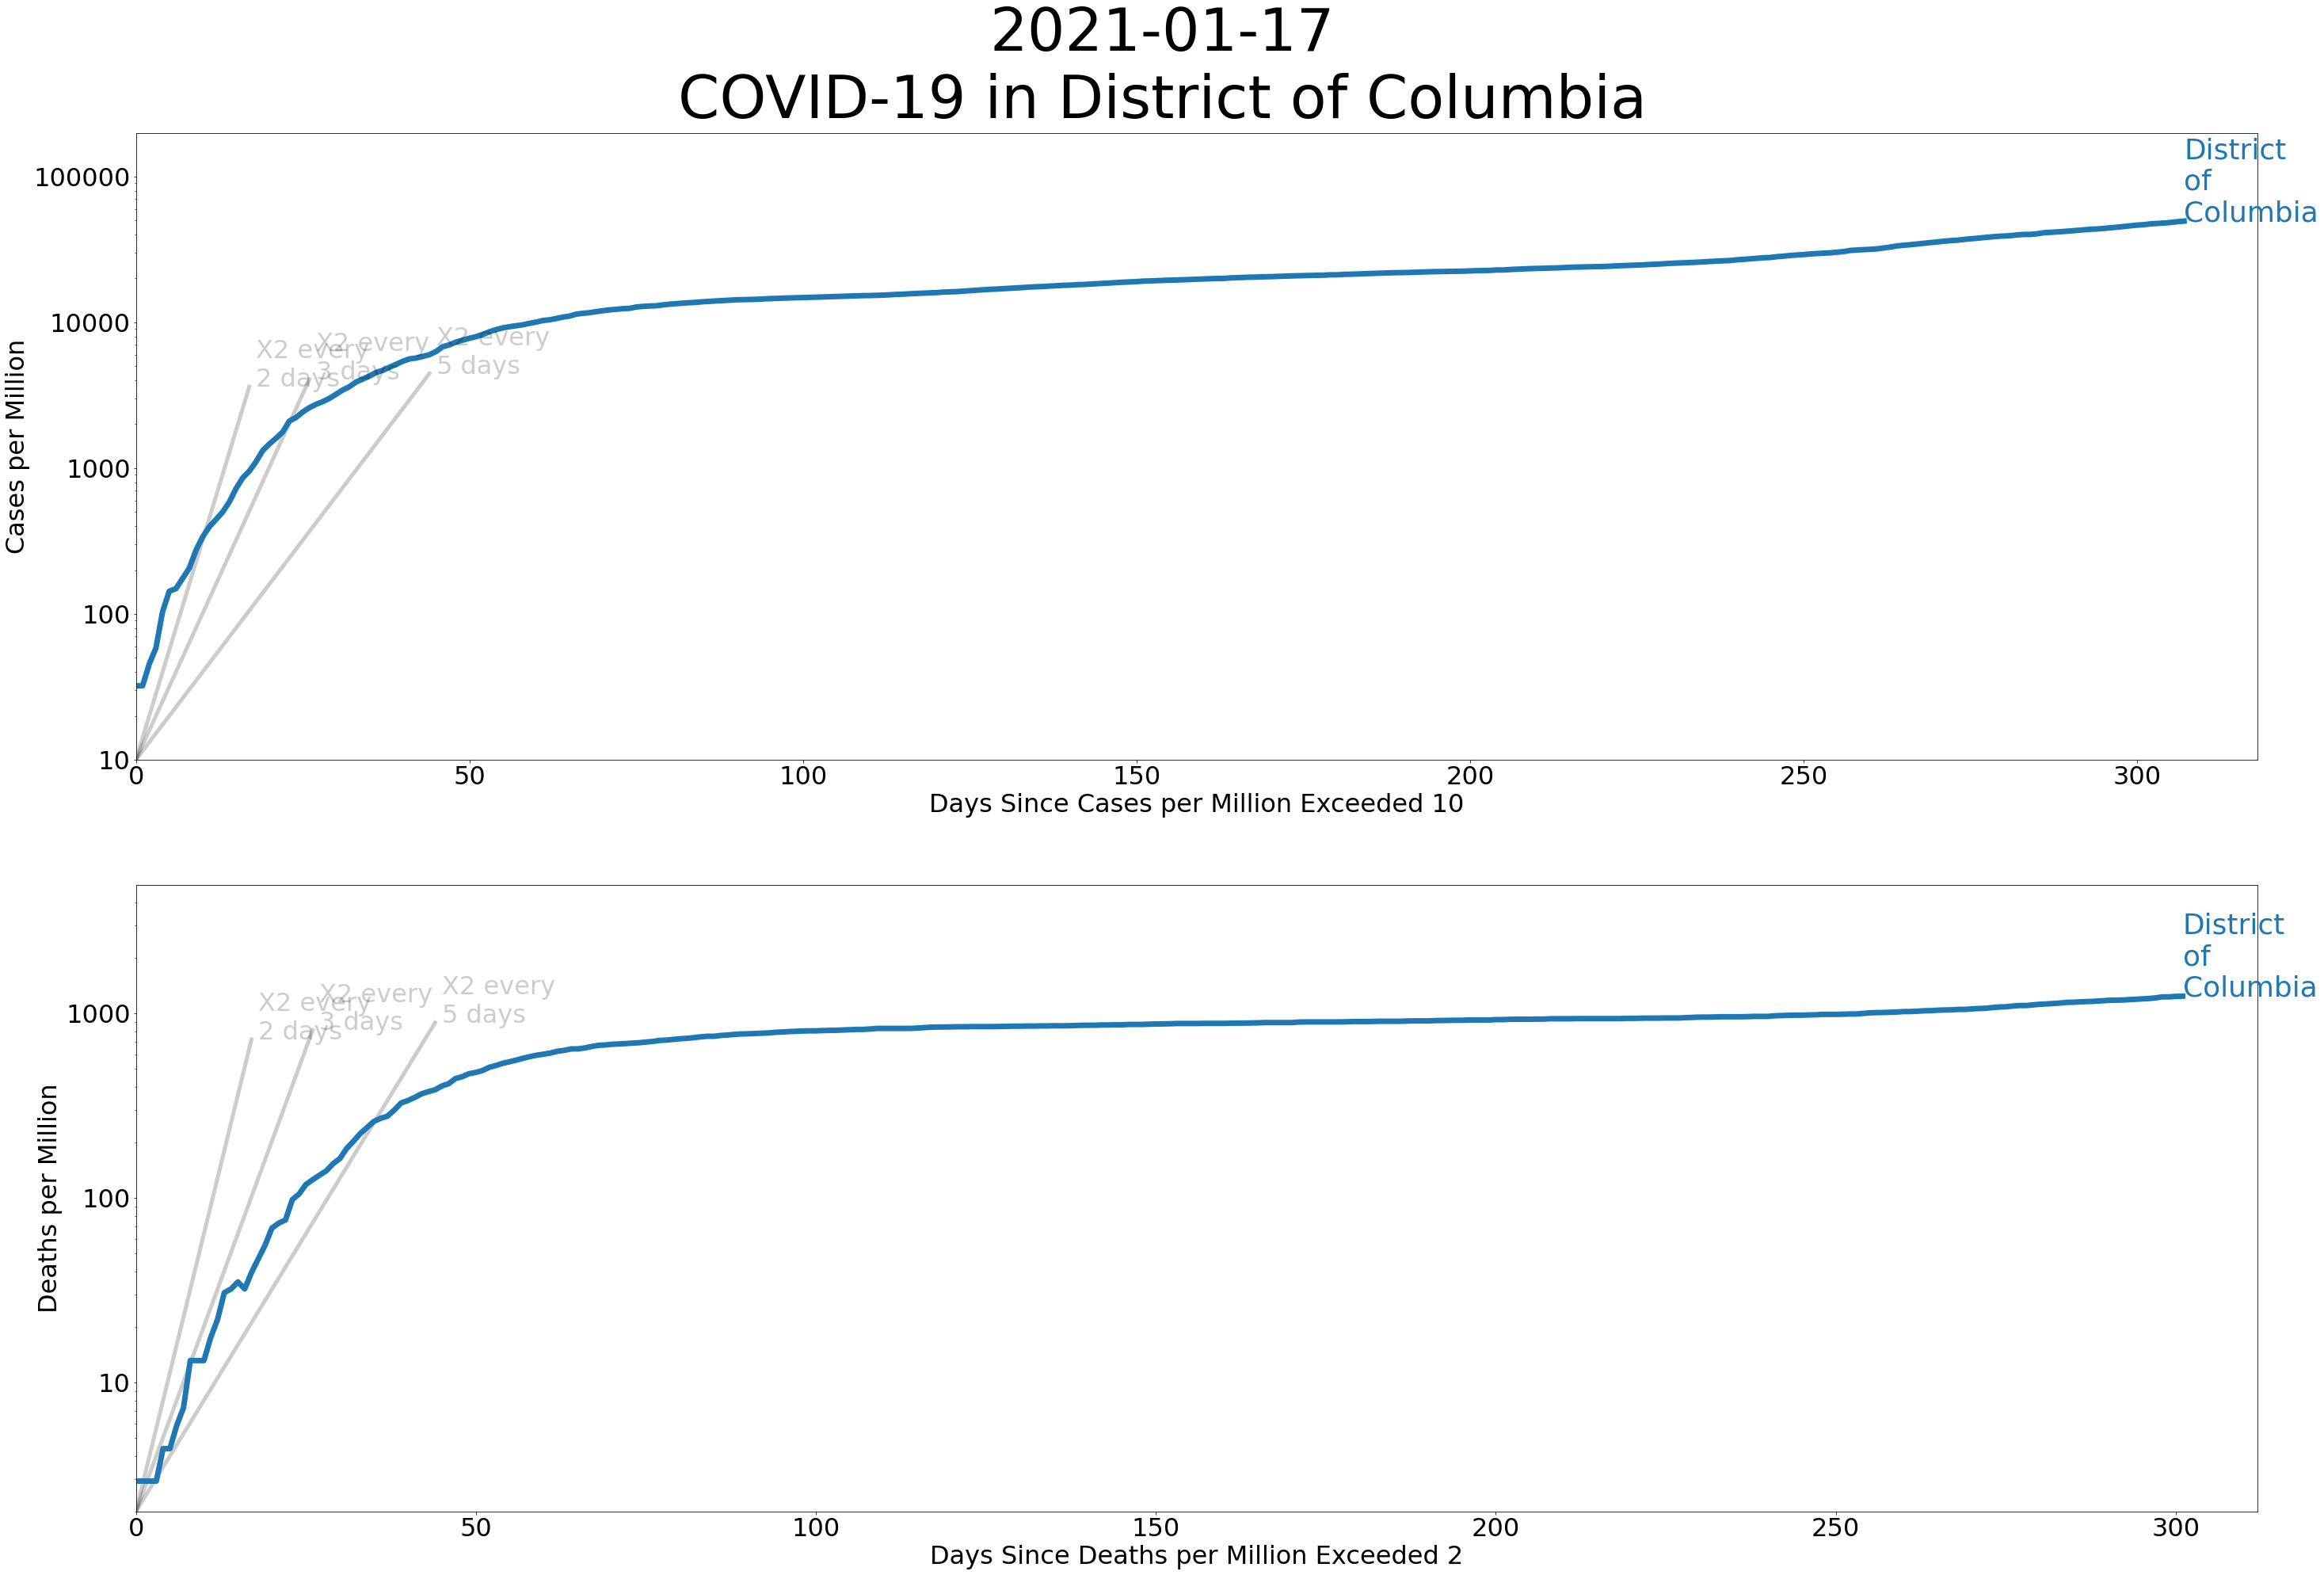 2021-01-17
COVID-19 in District of Columbia
District
of
Columbia
100000
10000
1000
100
10
Cases per Million
X2 every
2 days
X2 every
3 days
X2 every
5 days
0 50 100 150 200 250 300
Days Since Cases per Million Exceeded 10
District
of
Columbia
1000
100
10
Deaths per Million
X2 every
2 days
X2 every
3 days
X2 every
5 days
0 50 100 150 200 250 300
Days Since Deaths per Million Exceeded 2